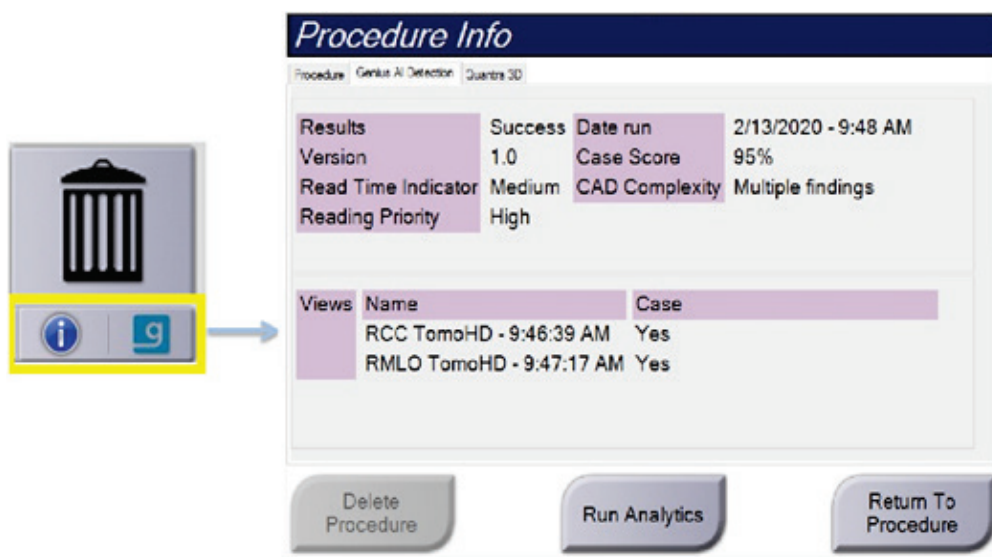 Procedure Info
Procedure Genius AI Detection Quantra 3D
Results Success Date run 2/13/2020 - 9:48 AM
Version 1.0 Case Score 95%
Read Time Indicator Medium CAD Complexity Multiple findings
Reading Priority High
Views Name Case
RCC TomoHD - 9:46:39 AM Yes
RMLO TomoHD - 9:47:17 AM Yes
i g
Delete Procedure Run Analytics Return To Procedure